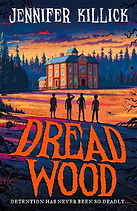 JENNIFER KILLICK
DREAD
WOOD
DETENTION HAS NEVER BEEN SO DEADLY...